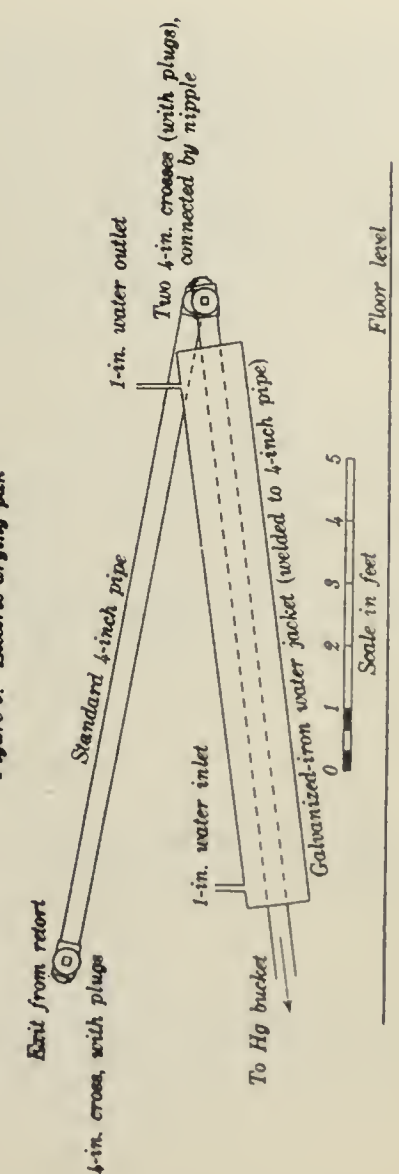 drying pan
Exit from retort
4-in. cross, with plugs
Standard 4-inch pipe
1-in. water outlet
Two 4-in. crosses (with plugs),
connected by nipple
1-in. water inlet
To Hg bucket
Galvanized-iron water jacket (welded to 4-inch pipe)
0 1 2 3 4 5
Scale in feet
Floor level